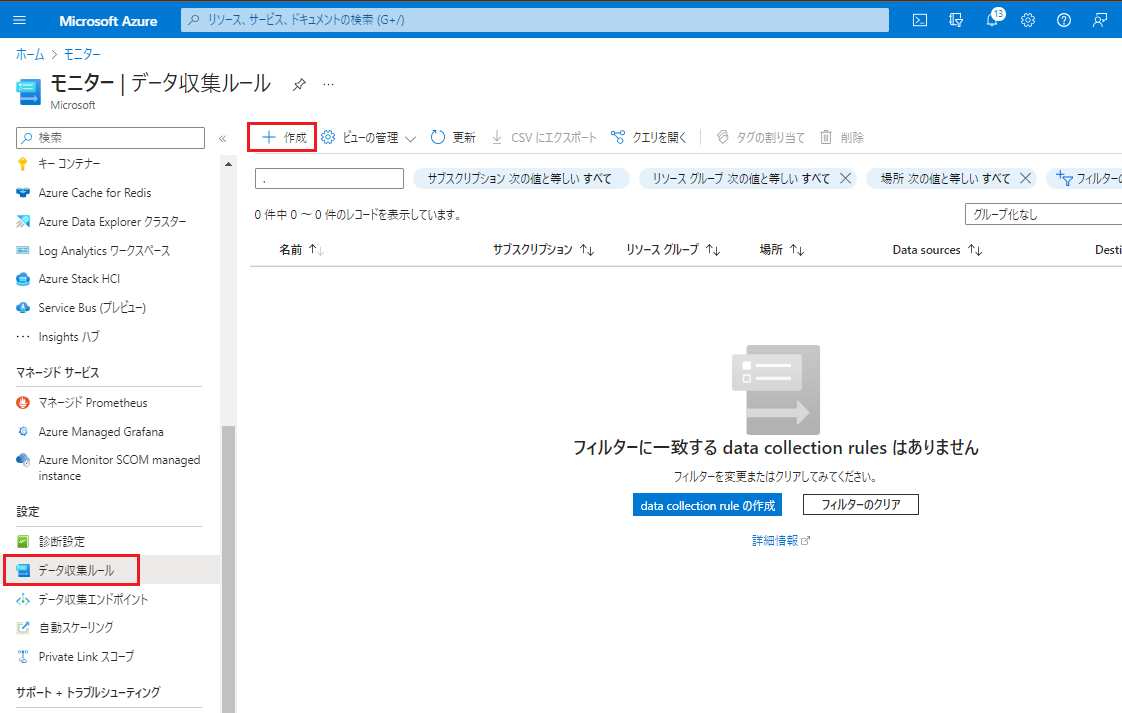 Microsoft Azure
リソース、サービス、ドキュメントの検索 (G+/)
13
ホーム > モニター
モニター | データ収集ルール
Microsoft
検索
作成
ビューの管理
更新
CSV にエクスポート
クエリを開く
タグの割り当て
削除
キー コンテナー
Azure Cache for Redis
Azure Data Explorer クラスター
Log Analytics ワークスペース
Azure Stack HCI
Service Bus (プレビュー)
Insights ハブ
マネージド サービス
マネージド Prometheus
Azure Managed Grafana
Azure Monitor SCOM managed
instance
設定
診断設定
データ収集ルール
データ収集エンドポイント
自動スケーリング
Private Link スコープ
サポート + トラブルシューティング
.
サブスクリプション 次の値と等しい すべて
リソース グループ 次の値と等しい すべて
場所 次の値と等しい すべて
フィルターの
0 件中 0 ～ 0 件のレコードを表示しています。
グループ化なし
名前
サブスクリプション
リソース グループ
場所
Data sources
Desti
フィルターに一致する data collection rules はありません
フィルターを変更またはクリアしてみてください。
data collection rule の作成
フィルターのクリア
詳細情報